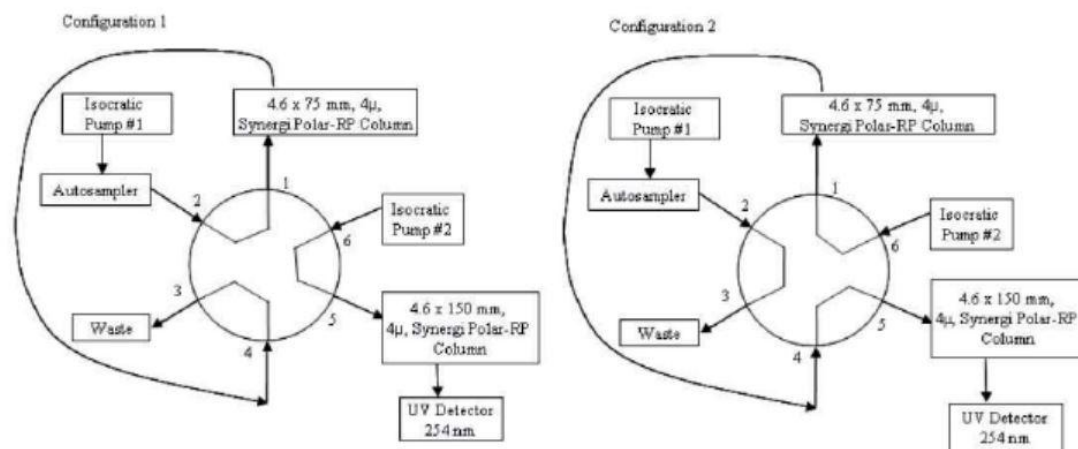 Configuration 1
Isocratic
Pump #1
4.6 x 75 mm, 4μ,
Synergi Polar-RP Column
Autosampler
2
1
Isocratic
Pump #2
6
3
Waste
4
5
4.6 x 150 mm,
4μ, Synergi Polar-RP
Column
UV Detector
254 nm
Configuration 2
Isocratic
Pump #1
4.6 x 75 mm, 4μ,
Synergi Polar-RP Column
Autosampler
2
1
Isocratic
Pump #2
6
3
Waste
4
5
4.6 x 150 mm,
4μ, Synergi Polar-RP
Column
UV Detector
254 nm